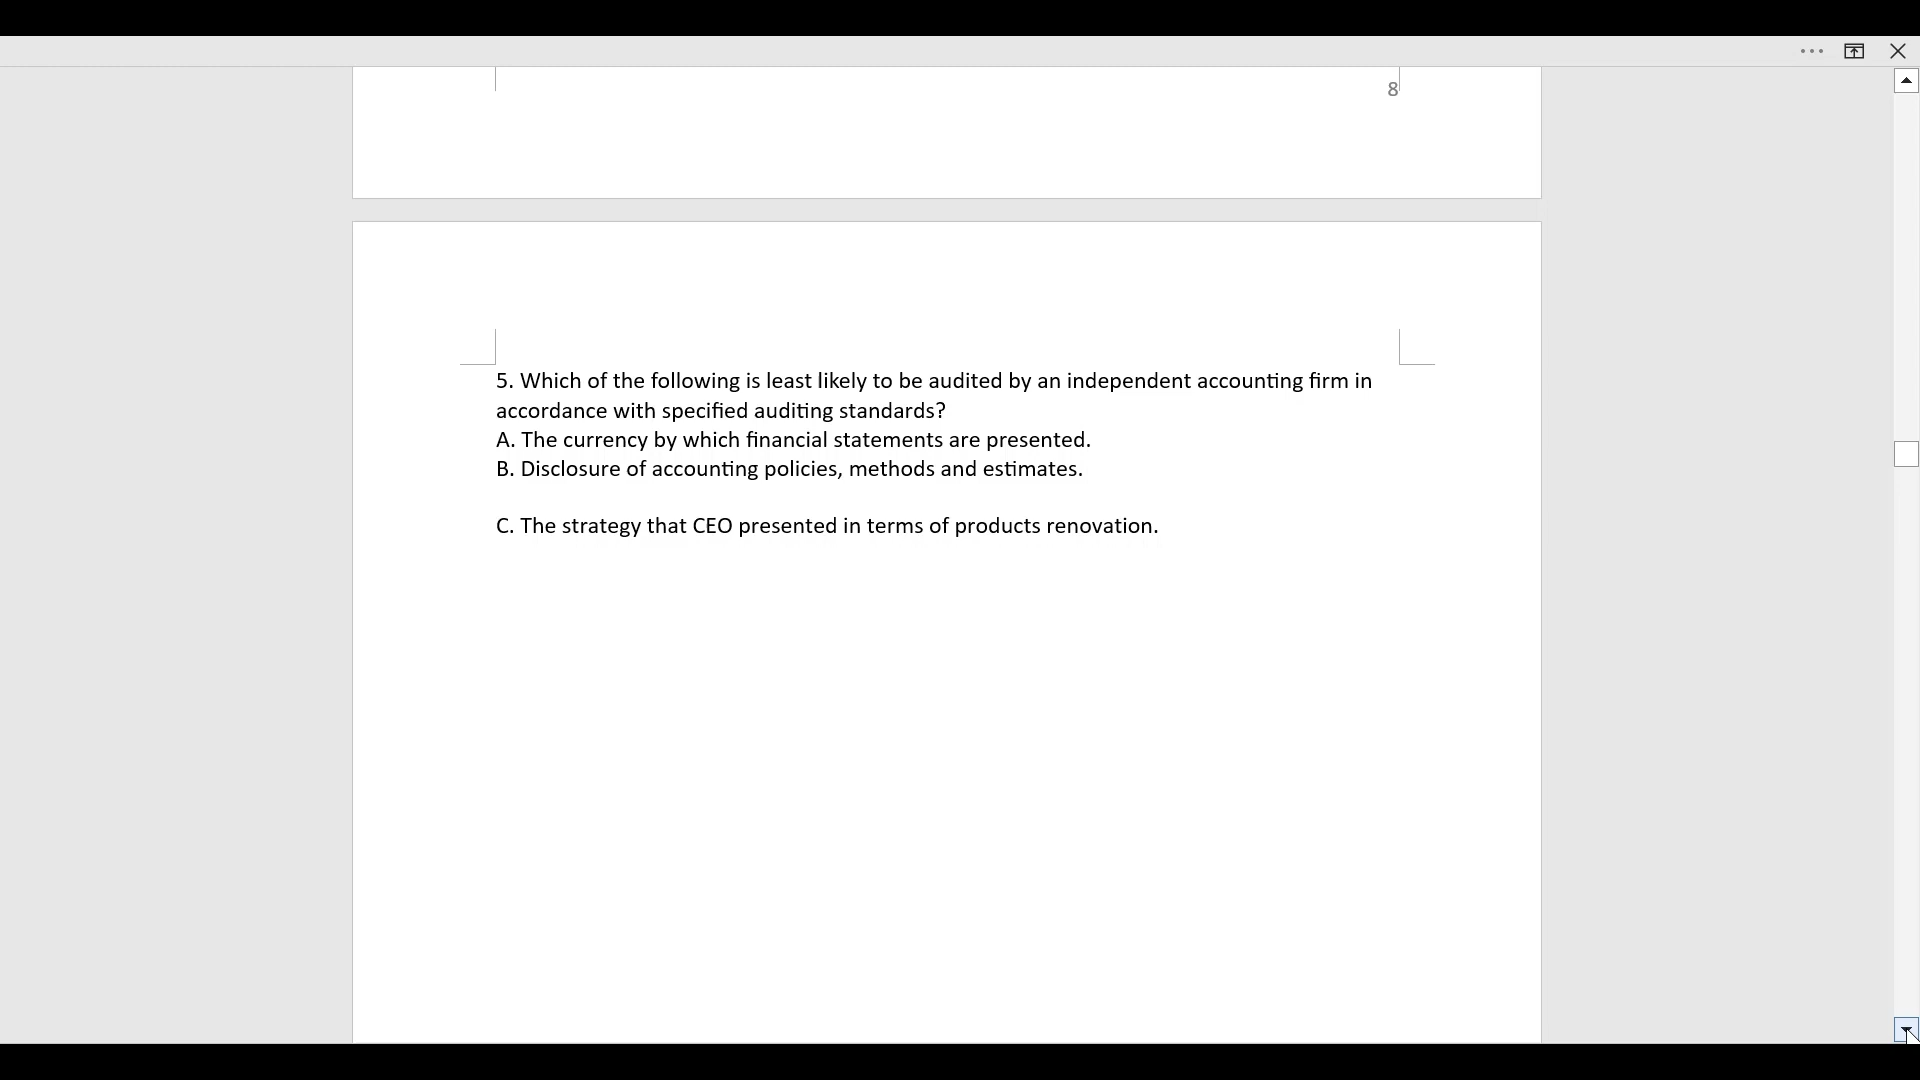 8
5. Which of the following is least likely to be audited by an independent accounting firm in
accordance with specified auditing standards?
A. The currency by which financial statements are presented.
B. Disclosure of accounting policies, methods and estimates.
C. The strategy that CEO presented in terms of products renovation.